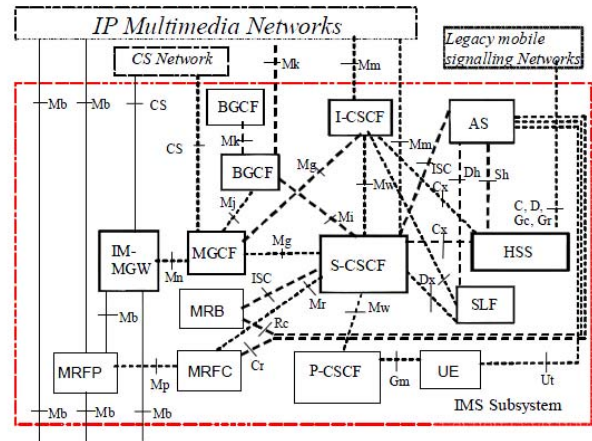 IP Multimedia Networks
CS Network
Legacy mobile
signalling Networks
Mb
Mb
CS
Mk
Mm
CS
BGCF
Mk
BGCF
I-CSCF
AS
Mg
Mm
Mw
ISC
Cx
Dh
Sh
C, D,
Gc, Gr
Mj
Mi
Cx
IM-
MGW
Mn
MGCF
Mg
S-CSCF
HSS
Dx
SLF
ISC
Mr
MRB
Rc
Mw
Mb
MRFP
Mp
MRFC
Cr
P-CSCF
Gm
UE
Ut
IMS Subsystem
Mb
Mb
Mb